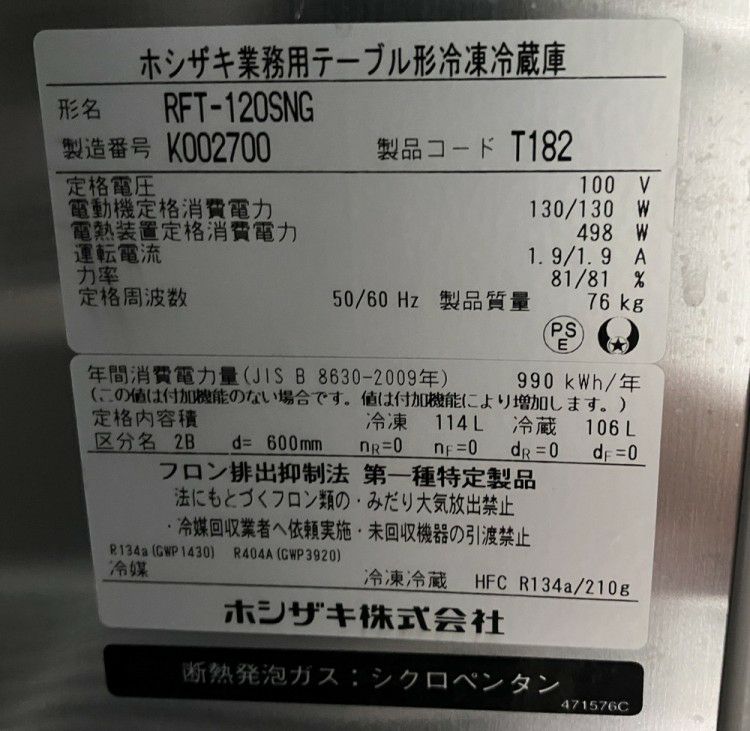 ホシザキ業務用テーブル形冷凍冷蔵庫
形名 RFT-120SNG
製造番号 K002700 製品コード T182
定格電圧 100 V
電動機定格消費電力 130/130 W
電熱装置定格消費電力 498 W
運転電流 1.9/1.9 A
力率 81/81 %
定格周波数 50/60 Hz 製品質量 76 kg
PS
E
年間消費電力量(JIS B 8630-2009年) 990 kWh/年
(この値は付加機能のない場合です。値は付加機能により増加します。)
定格内容積 冷凍 114L 冷蔵 106L
区分名 2B d= 600mm nR=0 nF=0 dR=0 dF=0
フロン排出抑制法 第一種特定製品
法にもとづくフロン類の・みだり大気放出禁止
・冷媒回収業者へ依頼実施・未回収機器の引渡禁止
R134a(GWP1430) R404A(GWP3920)
冷媒
冷凍冷蔵 HFC R134a/210g
ホシザキ株式会社
断熱発泡ガス:シクロペンタン
471576C